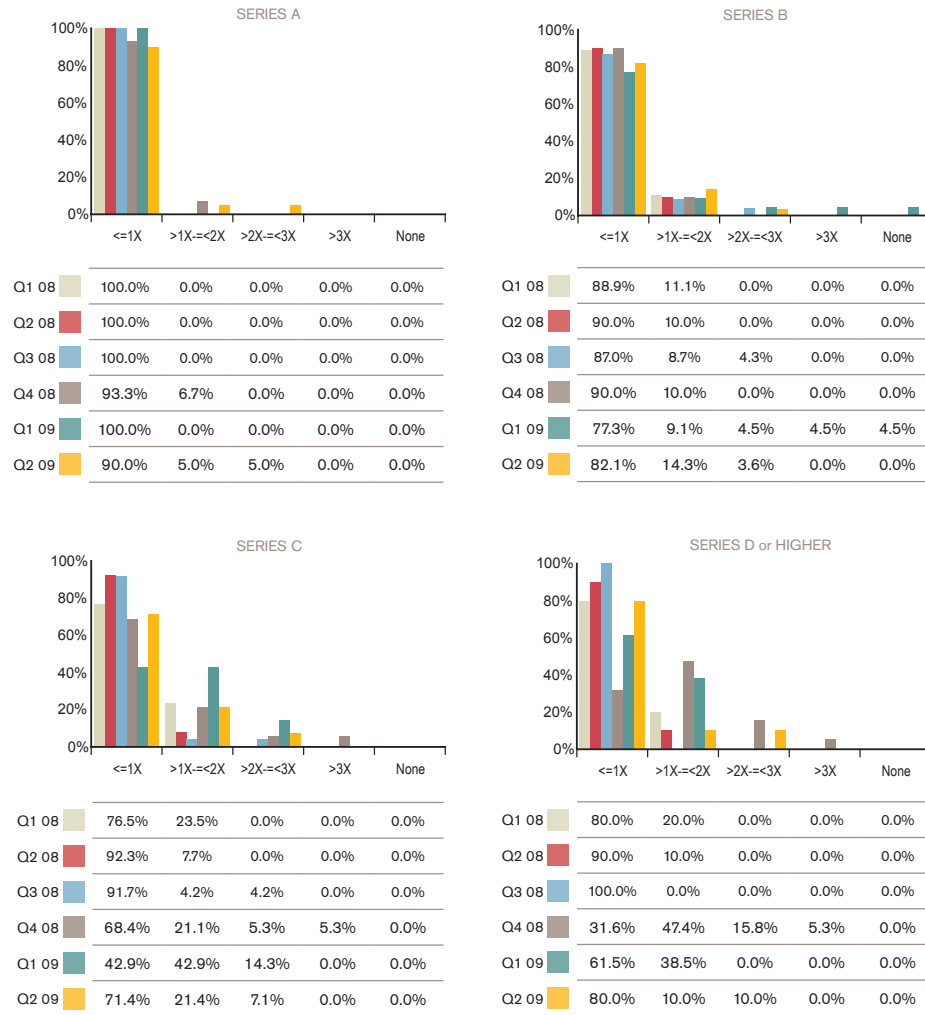 SERIES A
100%
80%
60%
40%
20%
0%
<=1X >1X-=<2X >2X-=<3X >3X None
Q1 08 100.0% 0.0% 0.0% 0.0% 0.0%
Q2 08 100.0% 0.0% 0.0% 0.0% 0.0%
Q3 08 100.0% 0.0% 0.0% 0.0% 0.0%
Q4 08 93.3% 6.7% 0.0% 0.0% 0.0%
Q1 09 100.0% 0.0% 0.0% 0.0% 0.0%
Q2 09 90.0% 5.0% 5.0% 0.0% 0.0%
SERIES B
100%
80%
60%
40%
20%
0%
<=1X >1X-=<2X >2X-=<3X >3X None
Q1 08 88.9% 11.1% 0.0% 0.0% 0.0%
Q2 08 90.0% 10.0% 0.0% 0.0% 0.0%
Q3 08 87.0% 8.7% 4.3% 0.0% 0.0%
Q4 08 90.0% 10.0% 0.0% 0.0% 0.0%
Q1 09 77.3% 9.1% 4.5% 4.5% 4.5%
Q2 09 82.1% 14.3% 3.6% 0.0% 0.0%
SERIES C
100%
80%
60%
40%
20%
0%
<=1X >1X-=<2X >2X-=<3X >3X None
Q1 08 76.5% 23.5% 0.0% 0.0% 0.0%
Q2 08 92.3% 7.7% 0.0% 0.0% 0.0%
Q3 08 91.7% 4.2% 4.2% 0.0% 0.0%
Q4 08 68.4% 21.1% 5.3% 5.3% 0.0%
Q1 09 42.9% 42.9% 14.3% 0.0% 0.0%
Q2 09 71.4% 21.4% 7.1% 0.0% 0.0%
SERIES D or HIGHER
100%
80%
60%
40%
20%
0%
<=1X >1X-=<2X >2X-=<3X >3X None
Q1 08 80.0% 20.0% 0.0% 0.0% 0.0%
Q2 08 90.0% 10.0% 0.0% 0.0% 0.0%
Q3 08 100.0% 0.0% 0.0% 0.0% 0.0%
Q4 08 31.6% 47.4% 15.8% 5.3% 0.0%
Q1 09 61.5% 38.5% 0.0% 0.0% 0.0%
Q2 09 80.0% 10.0% 10.0% 0.0% 0.0%